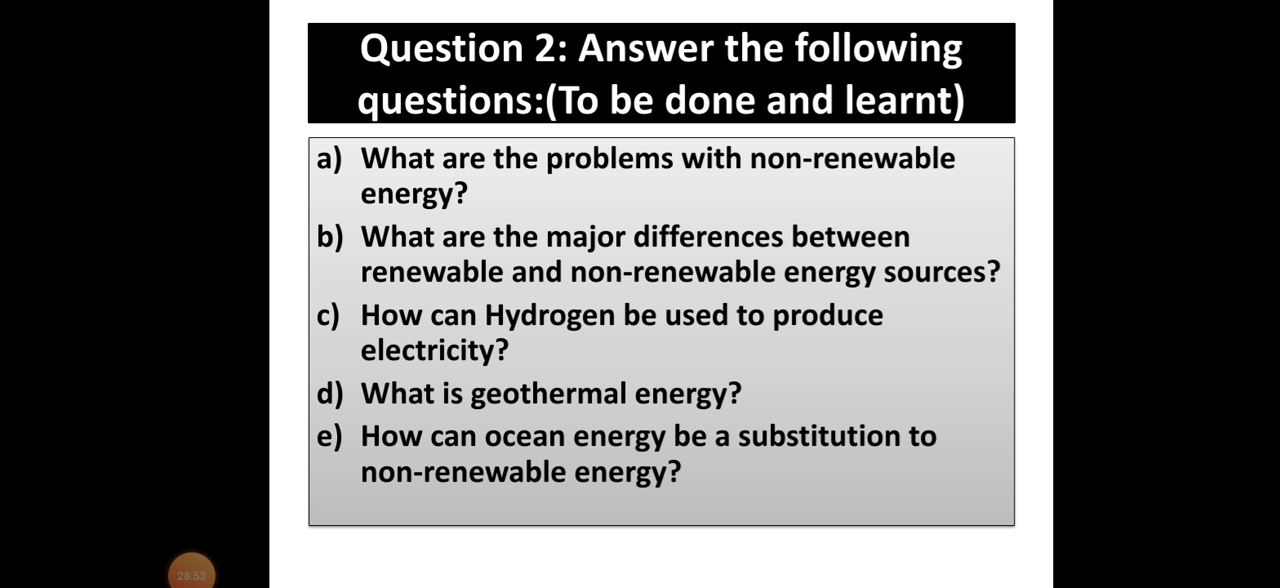 Question 2: Answer the following
questions:(To be done and learnt)
a) What are the problems with non-renewable
energy?
b) What are the major differences between
renewable and non-renewable energy sources?
c) How can Hydrogen be used to produce
electricity?
d) What is geothermal energy?
e) How can ocean energy be a substitution to
non-renewable energy?
28:53